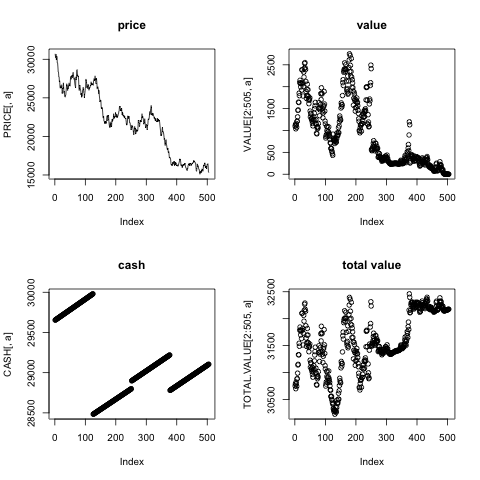 price
PRICE[, a]
30000
25000
20000
15000
0 100 200 300 400 500
Index
value
VALUE[2:505, a]
2500
1500
500
0
0 100 200 300 400 500
Index
cash
CASH[, a]
30000
29500
29000
28500
0 100 200 300 400 500
Index
total value
TOTAL.VALUE[2:505, a]
30500
0 100 200 300 400 500
Index